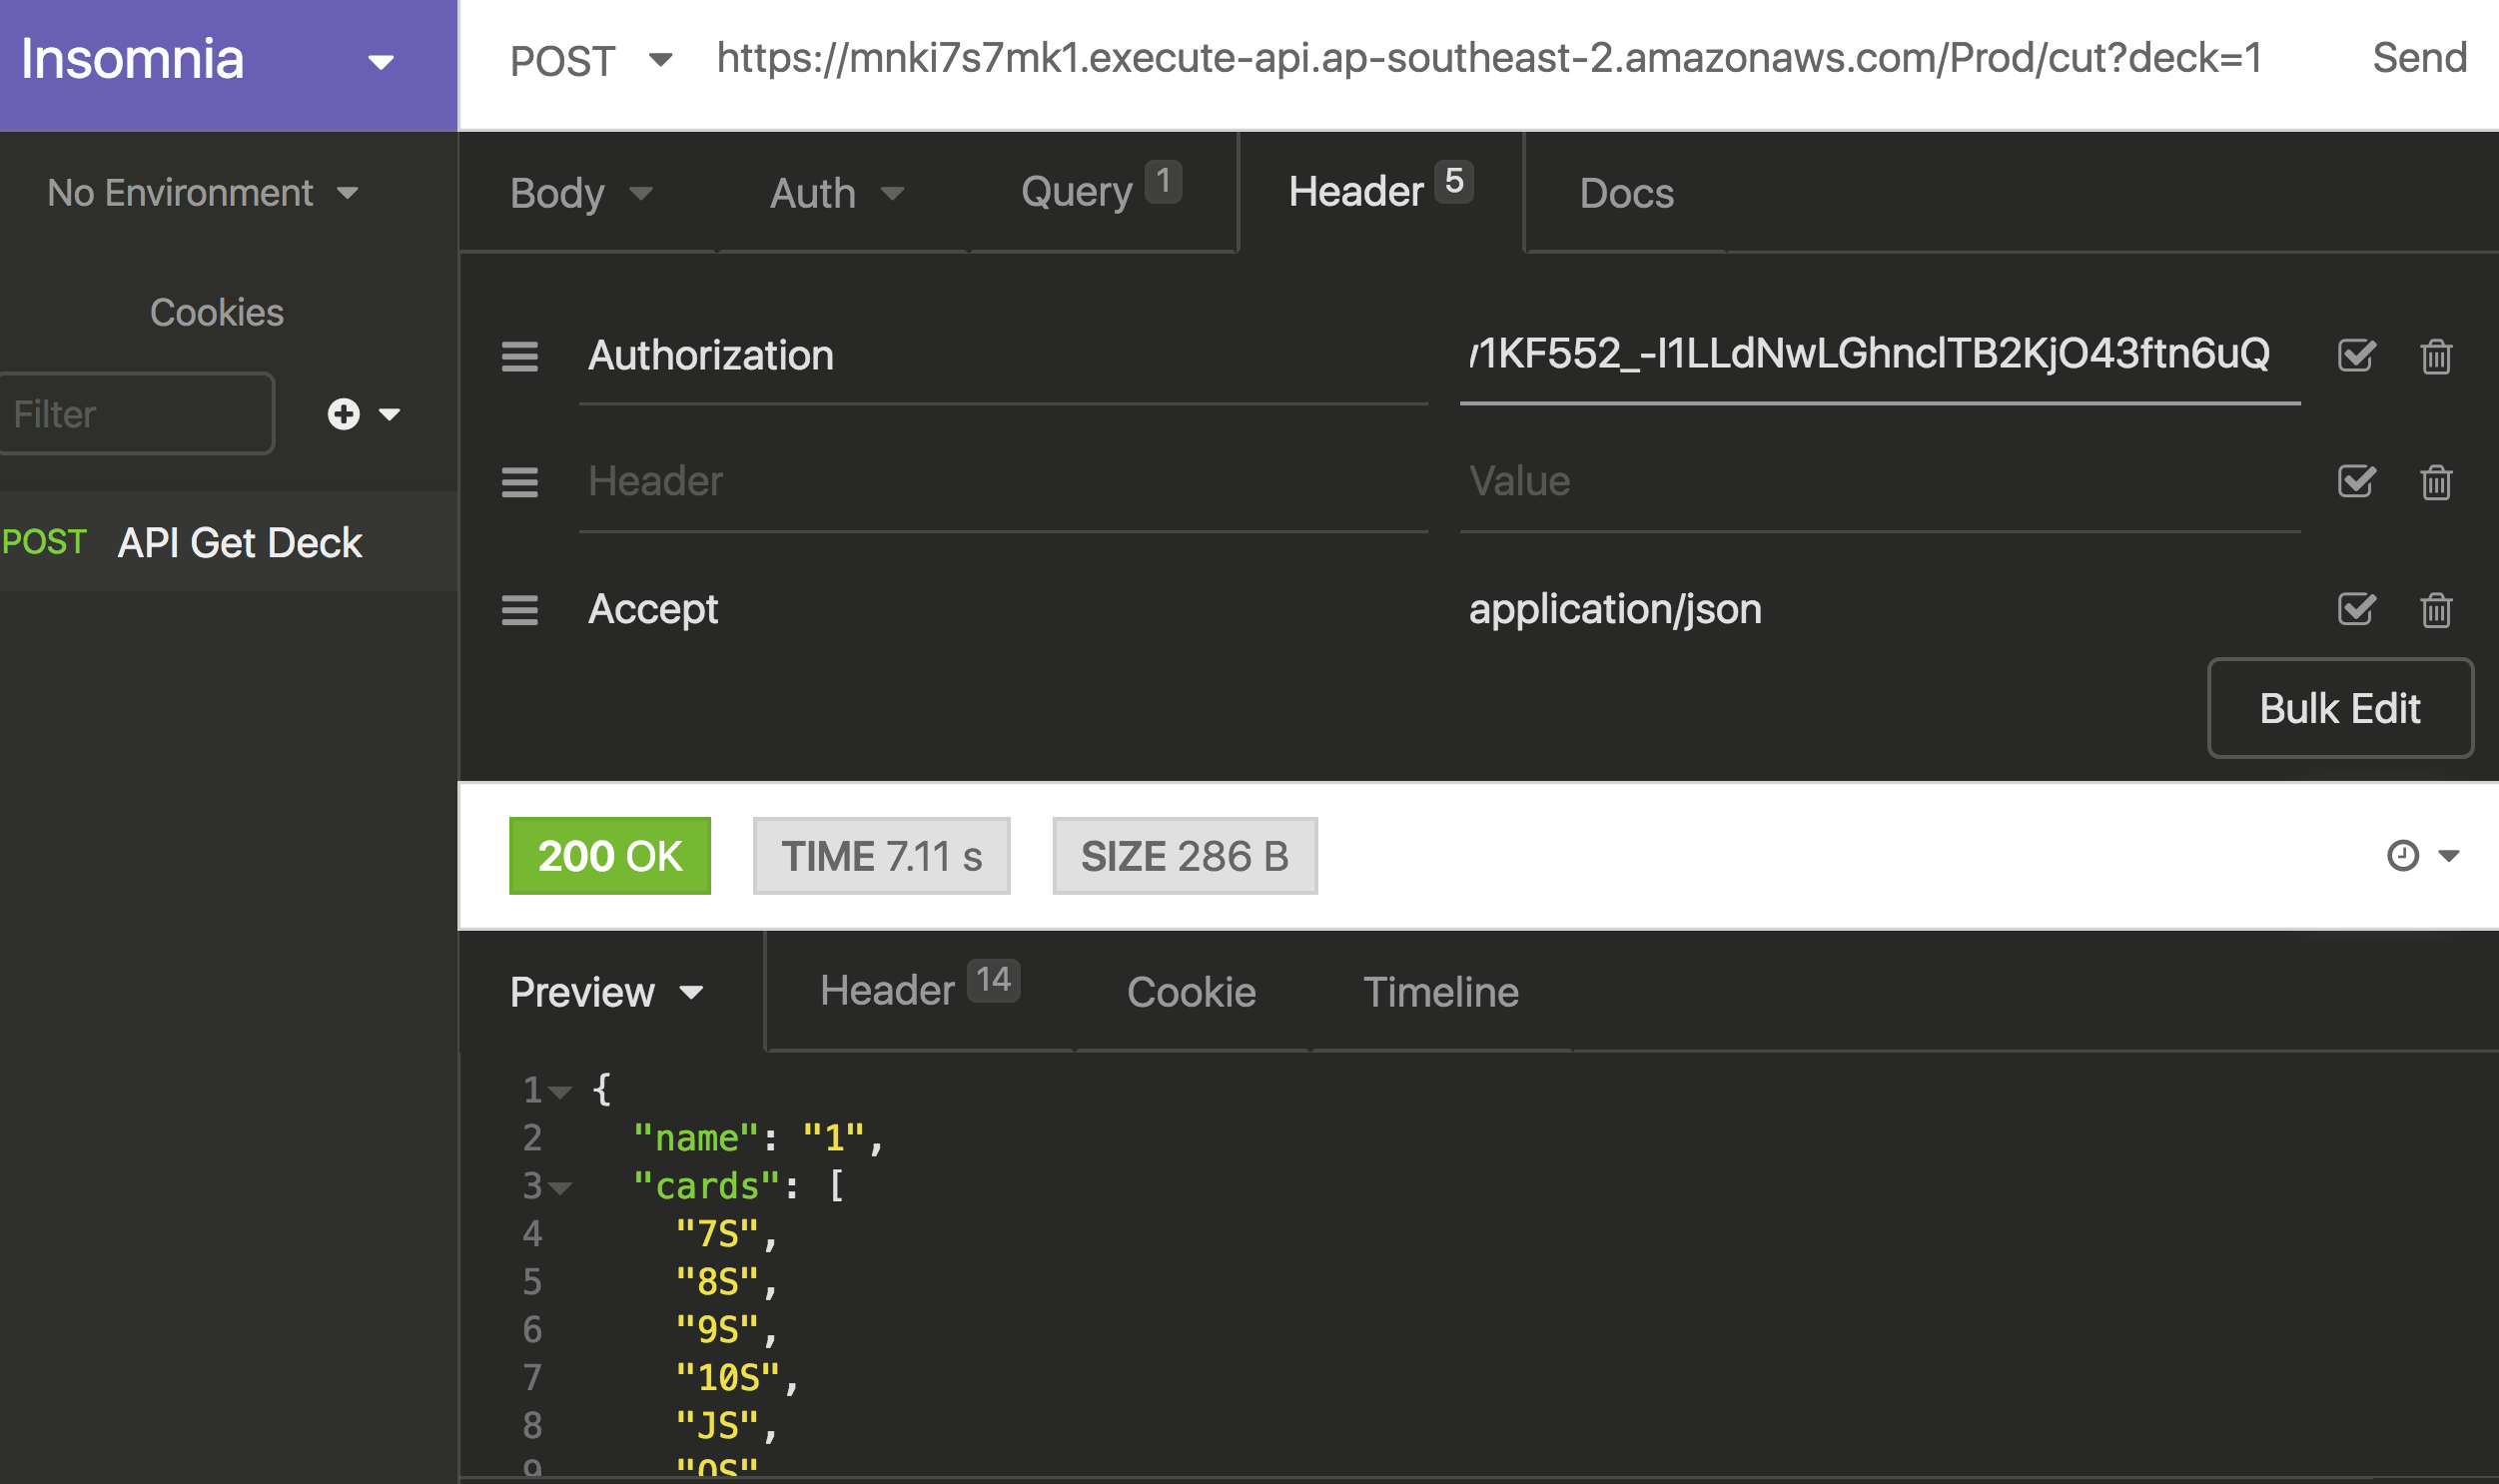 Insomnia
POST https://mnki7s7mk1.execute-api.ap-southeast-2.amazonaws.com/Prod/cut?deck=1 Send
No Environment
Cookies
Filter
POST API Get Deck
Body Auth Query 1 Header 5 Docs
Authorization /1KF552_-l1LLdNwLGhnclTB2KjO43ftn6uQ
Header Value
Accept application/json
Bulk Edit
200 OK TIME 7.11 s SIZE 286 B
Preview Header 14 Cookie Timeline
1 {
2 "name": "1",
3 "cards": [
4 "7S",
5 "8S",
6 "9S",
7 "10S",
8 "JS",
9 "QS"